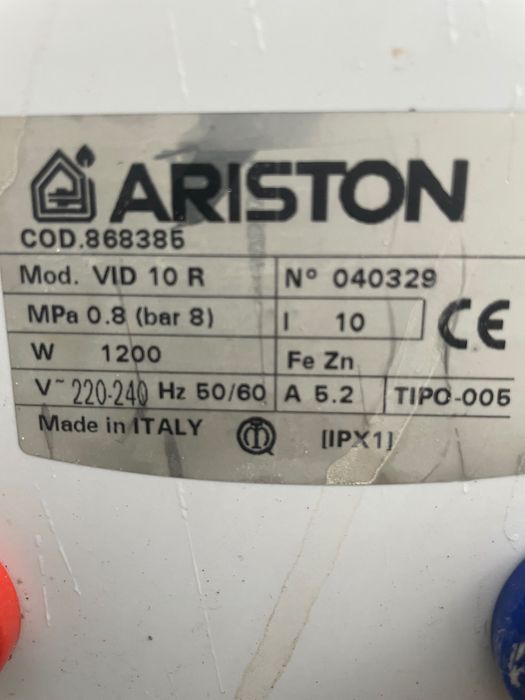 ARISTON
COD.868385
Mod. VID 10 R N° 040329
MPa 0.8 (bar 8) I 10 CE
W 1200 Fe Zn
V~ 220-240 Hz 50/60 A 5.2 TIPO-005
Made in ITALY [IPX1]